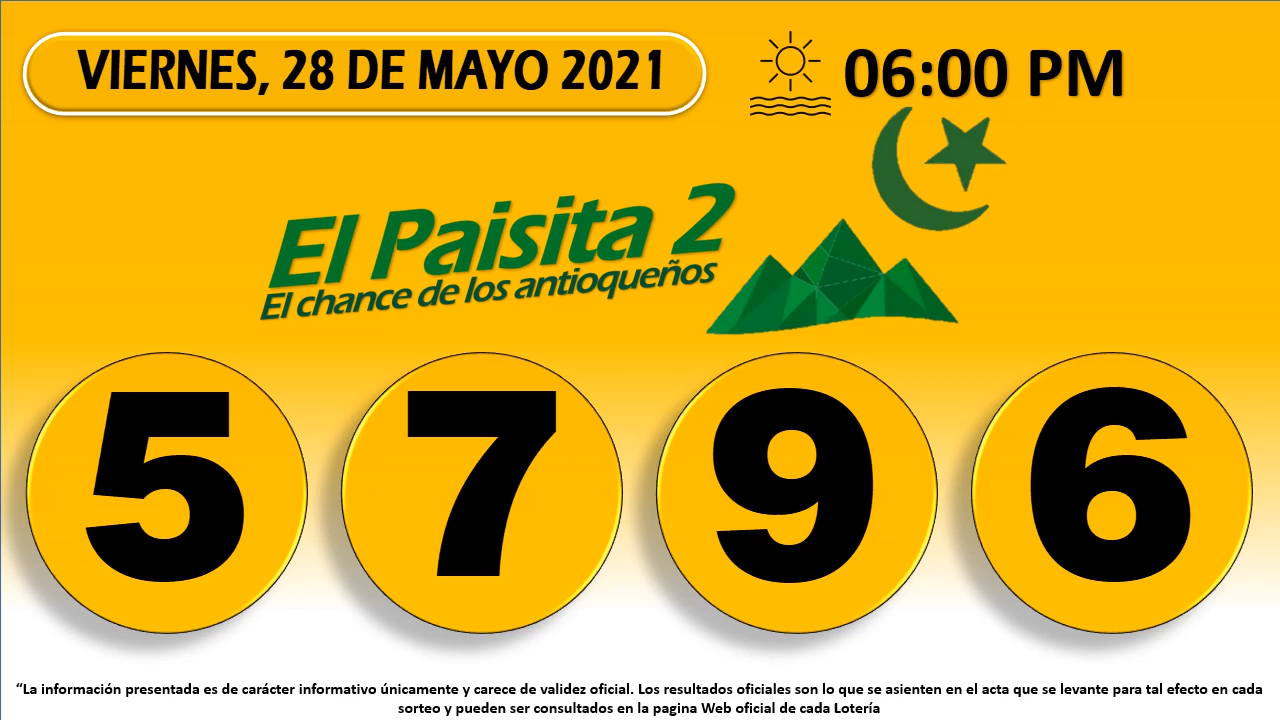 VIERNES, 28 DE MAYO 2021
06:00 PM
El Paisita 2
El chance de los antioqueños
5 7 9 6
“La información presentada es de carácter informativo únicamente y carece de validez oficial. Los resultados oficiales son lo que se asienten en el acta que se levante para tal efecto en cada
sorteo y pueden ser consultados en la pagina Web oficial de cada Lotería